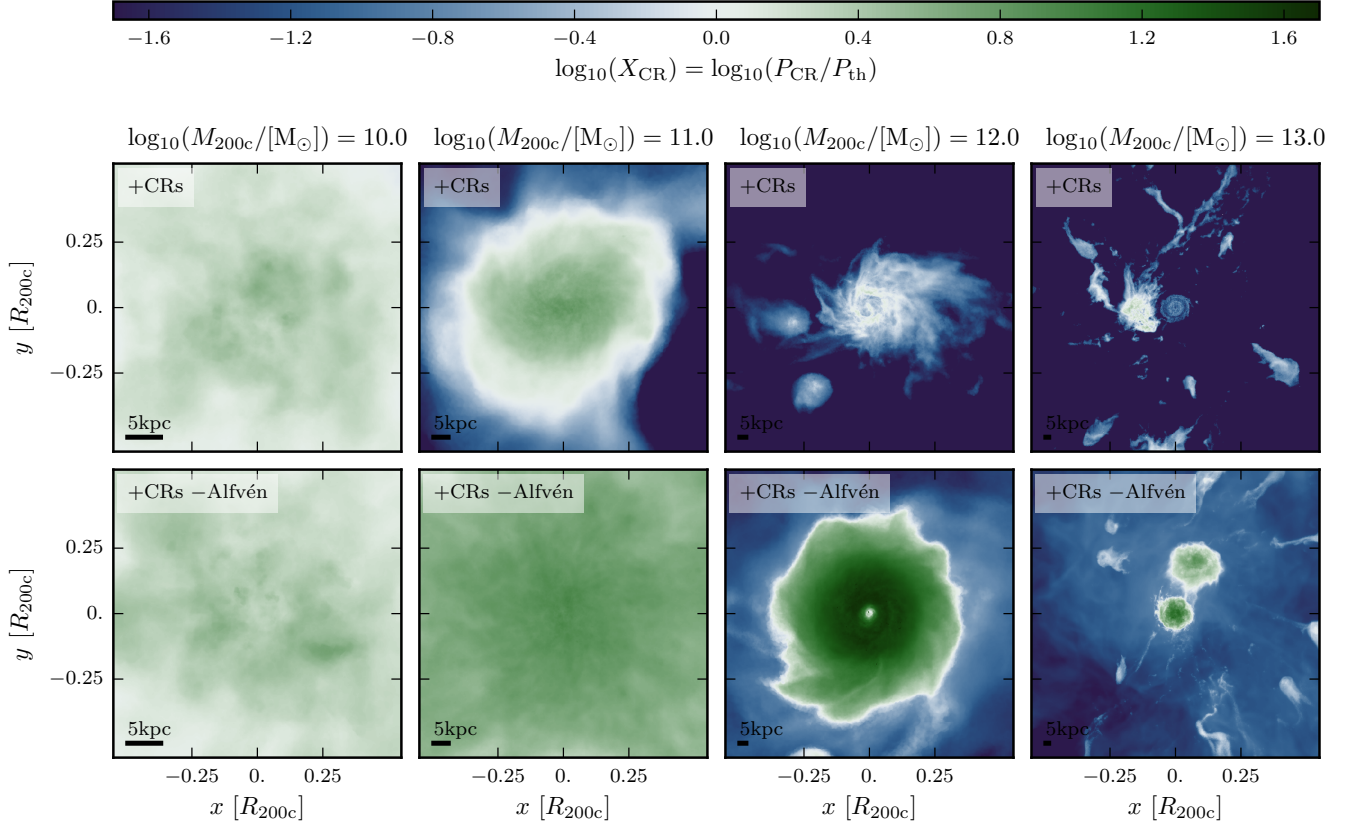 −1.6 −1.2 −0.8 −0.4 0.0 0.4 0.8 1.2 1.6
log₁₀(X_CR) = log₁₀(P_CR/P_th)
log₁₀(M₂₀₀c/[M⊙]) = 10.0 log₁₀(M₂₀₀c/[M⊙]) = 11.0 log₁₀(M₂₀₀c/[M⊙]) = 12.0 log₁₀(M₂₀₀c/[M⊙]) = 13.0
+CRs +CRs +CRs +CRs
0.25
0.
−0.25
y [R₂₀₀c]
5kpc 5kpc 5kpc 5kpc
+CRs −Alfvén +CRs −Alfvén +CRs −Alfvén +CRs −Alfvén
0.25
0.
−0.25
y [R₂₀₀c]
5kpc 5kpc 5kpc 5kpc
−0.25 0. 0.25 −0.25 0. 0.25 −0.25 0. 0.25 −0.25 0. 0.25
x [R₂₀₀c] x [R₂₀₀c] x [R₂₀₀c] x [R₂₀₀c]